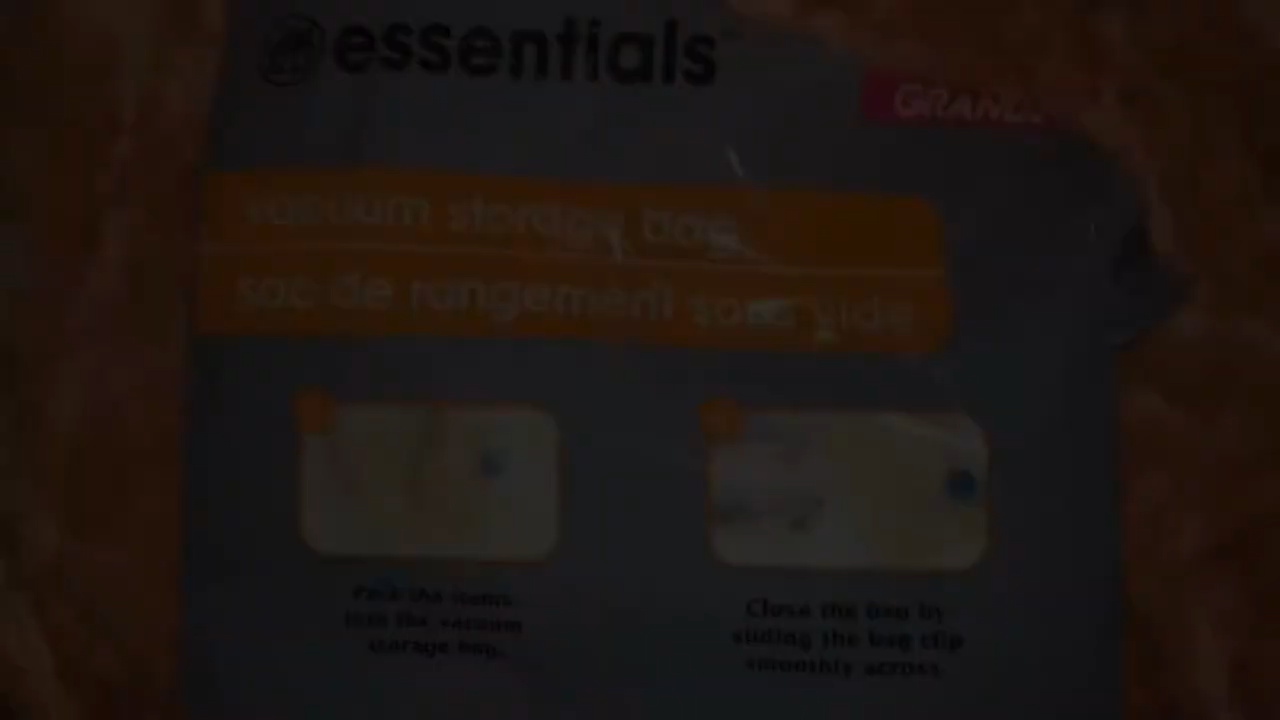 essentials
GRAND
vacuum storage bag
sac de rangement sous vide
Pack the items
into the vacuum
storage bag.
Close the bag by
sliding the bag clip
smoothly across